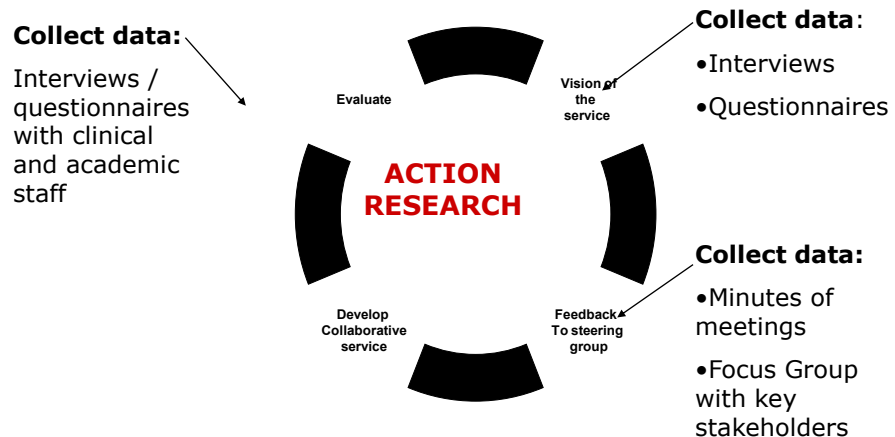 Collect data:
Interviews /
questionnaires
with clinical
and academic
staff
Evaluate
Vision of
the
service
Collect data:
•Interviews
•Questionnaires
ACTION
RESEARCH
Develop
Collaborative
service
Feedback
To steering
group
Collect data:
•Minutes of
meetings
•Focus Group
with key
stakeholders